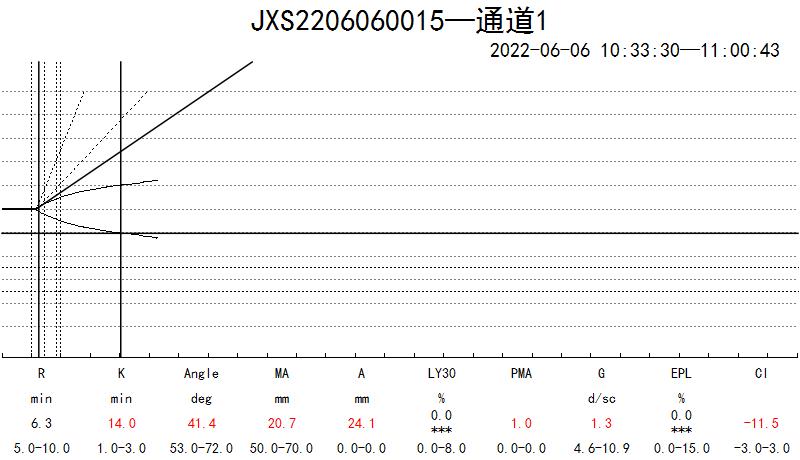 JXS2206060015—通道1
2022-06-06 10:33:30—11:00:43
R K Angle MA A LY30 PMA G EPL CI
min min deg mm mm % d/sc %
6.3 14.0 41.4 20.7 24.1 0.0 1.0 1.3 0.0 -11.5
*** ***
5.0-10.0 1.0-3.0 53.0-72.0 50.0-70.0 0.0-0.0 0.0-8.0 0.0-0.0 4.6-10.9 0.0-15.0 -3.0-3.0